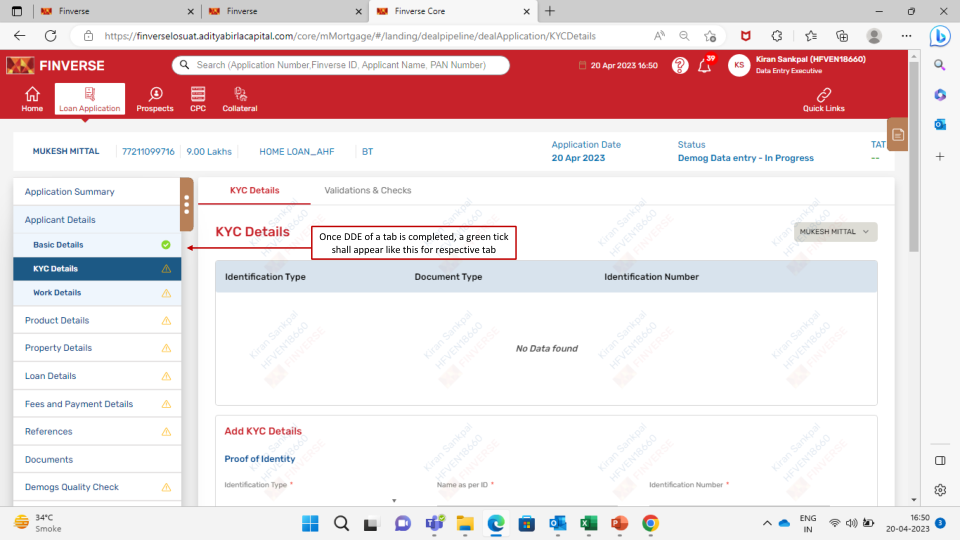 Finverse
Finverse
Finverse Core
https://finverselosuat.adityabirlacapital.com/core/mMortgage/#/landing/dealpipeline/dealApplication/KYCDetails
FINVERSE
Search (Application Number,Finverse ID, Applicant Name, PAN Number)
20 Apr 2023 16:50
39
KS
Kiran Sankpal (HFVEN18660)
Data Entry Executive
Home
Loan Application
Prospects
CPC
Collateral
Quick Links
MUKESH MITTAL
77211099716
9.00 Lakhs
HOME LOAN_AHF
BT
Application Date
20 Apr 2023
Status
Demog Data entry - In Progress
TAT
--
Application Summary
Applicant Details
Basic Details
KYC Details
Work Details
Product Details
Property Details
Loan Details
Fees and Payment Details
References
Documents
Demogs Quality Check
KYC Details
Validations & Checks
KYC Details
Once DDE of a tab is completed, a green tick
shall appear like this for respective tab
MUKESH MITTAL
Identification Type
Document Type
Identification Number
No Data found
Add KYC Details
Proof of Identity
Identification Type *
Name as per ID *
Identification Number *
Kiran Sankpal
HFVEN18660
FINVERSE
34°C
Smoke
ENG
IN
16:50
20-04-2023
3